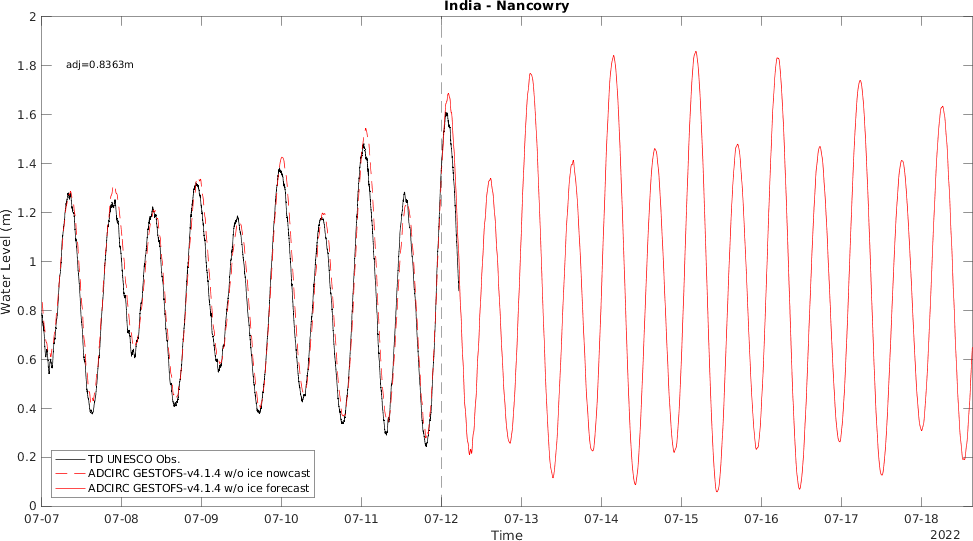 India - Nancowry
adj=0.8363m
2
1.8
1.6
1.4
1.2
1
0.8
0.6
0.4
0.2
0
Water Level (m)
TD UNESCO Obs.
ADCIRC GESTOFS-v4.1.4 w/o ice nowcast
ADCIRC GESTOFS-v4.1.4 w/o ice forecast
07-07 07-08 07-09 07-10 07-11 07-12 07-13 07-14 07-15 07-16 07-17 07-18
Time
2022